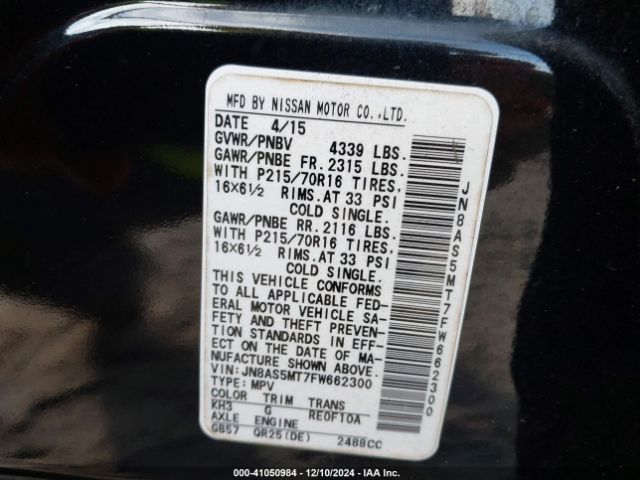 MFD BY NISSAN MOTOR CO.,LTD.
DATE 4/15
GVWR/PNBV 4339 LBS.
GAWR/PNBE FR. 2315 LBS.
WITH P215/70R16 TIRES.
16X6½ RIMS.AT 33 PSI
COLD SINGLE.
GAWR/PNBE RR. 2116 LBS.
WITH P215/70R16 TIRES.
16X6½ RIMS.AT 33 PSI
COLD SINGLE.
THIS VEHICLE CONFORMS
TO ALL APPLICABLE FED-
ERAL MOTOR VEHICLE SA-
FETY AND THEFT PREVEN-
TION STANDARDS IN EFF-
ECT ON THE DATE OF MA-
NUFACTURE SHOWN ABOVE.
VIN: JN8AS5MT7FW662300
TYPE: MPV
COLOR TRIM TRANS
KH3 G RE0F10A
AXLE ENGINE
GB57 QR25(DE) 2488CC
JN8AS5MT7FW662300
000-41050984 — 12/10/2024 — IAA Inc.